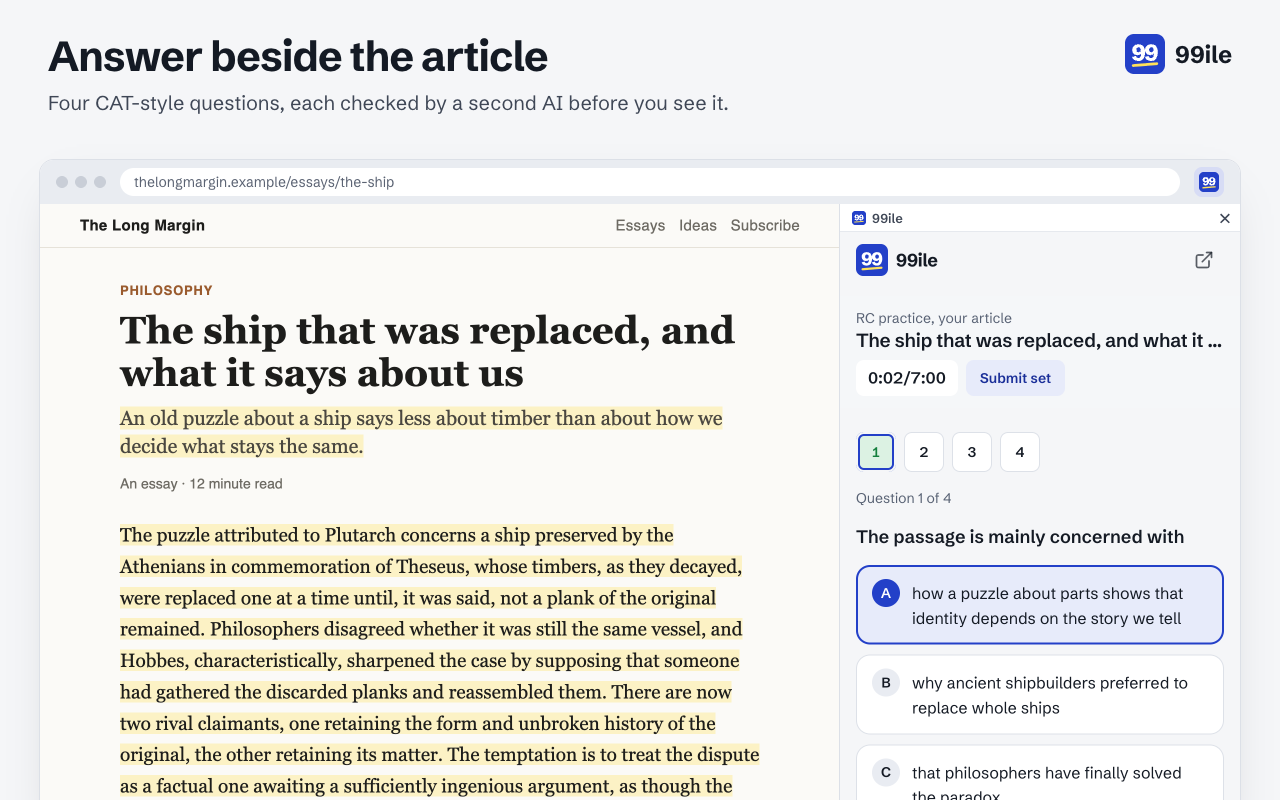 Answer beside the article
Four CAT-style questions, each checked by a second AI before you see it.
99 99ile
thelongmargin.example/essays/the-ship
99
The Long Margin
Essays Ideas Subscribe
PHILOSOPHY
The ship that was replaced, and
what it says about us
An old puzzle about a ship says less about timber than about how we
decide what stays the same.
An essay · 12 minute read
The puzzle attributed to Plutarch concerns a ship preserved by the
Athenians in commemoration of Theseus, whose timbers, as they decayed,
were replaced one at a time until, it was said, not a plank of the original
remained. Philosophers disagreed whether it was still the same vessel, and
Hobbes, characteristically, sharpened the case by supposing that someone
had gathered the discarded planks and reassembled them. There are now
two rival claimants, one retaining the form and unbroken history of the
original, the other retaining its matter. The temptation is to treat the dispute
as a factual one awaiting a sufficiently ingenious argument, as though the
99 99ile
99 99ile
RC practice, your article
The ship that was replaced, and what it ...
0:02/7:00
Submit set
1 2 3 4
Question 1 of 4
The passage is mainly concerned with
A how a puzzle about parts shows that
identity depends on the story we tell
B why ancient shipbuilders preferred to
replace whole ships
C that philosophers have finally solved
the paradox